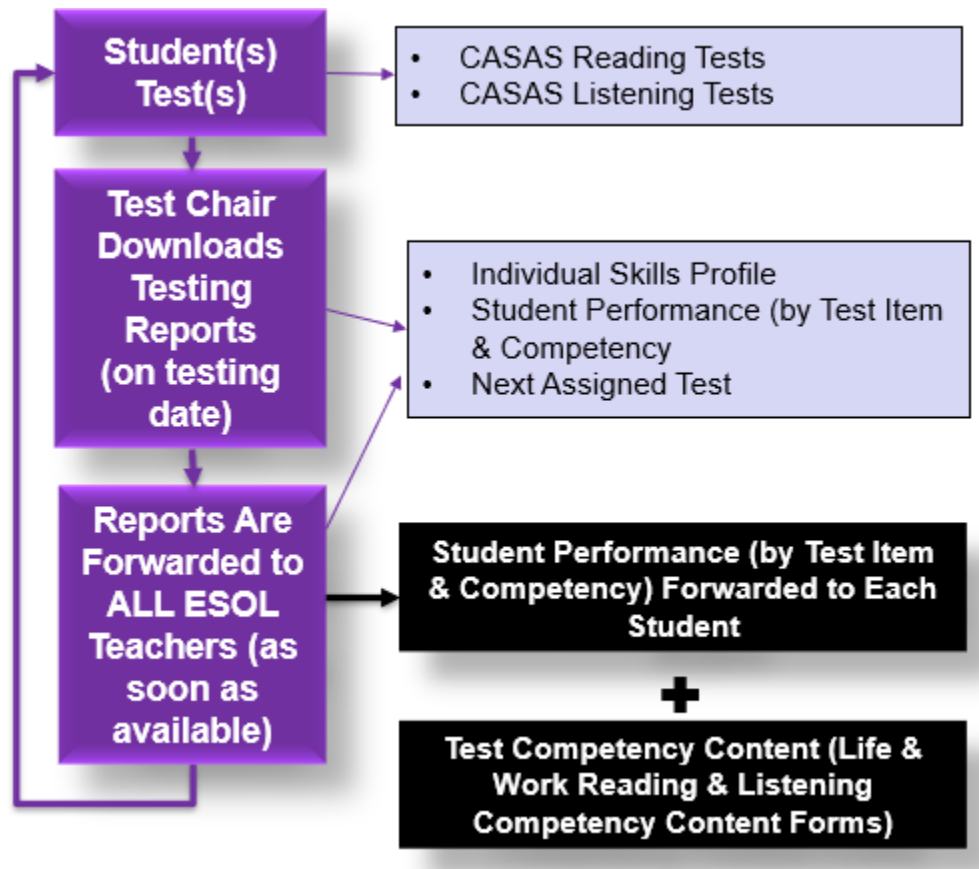 Student(s)
Test(s)
• CASAS Reading Tests
• CASAS Listening Tests
Test Chair
Downloads
Testing
Reports
(on testing
date)
• Individual Skills Profile
• Student Performance (by Test Item
& Competency
• Next Assigned Test
Reports Are
Forwarded to
ALL ESOL
Teachers (as
soon as
available)
Student Performance (by Test Item
& Competency) Forwarded to Each
Student
+
Test Competency Content (Life &
Work Reading & Listening
Competency Content Forms)